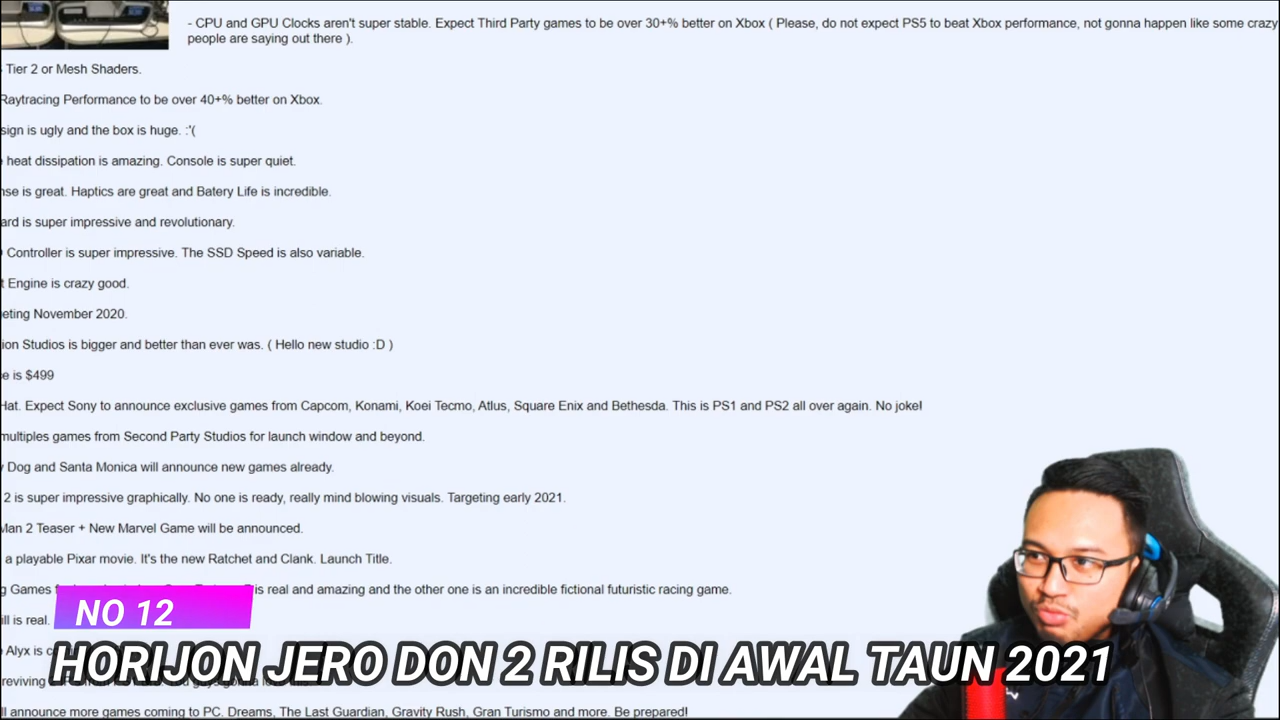 - CPU and GPU Clocks aren't super stable. Expect Third Party games to be over 30+% better on Xbox ( Please, do not expect PS5 to beat Xbox performance, not gonna happen like some crazy
people are saying out there ).
Tier 2 or Mesh Shaders.
Raytracing Performance to be over 40+% better on Xbox.
sign is ugly and the box is huge. :'(
heat dissipation is amazing. Console is super quiet.
nse is great. Haptics are great and Batery Life is incredible.
ard is super impressive and revolutionary.
Controller is super impressive. The SSD Speed is also variable.
t Engine is crazy good.
eting November 2020.
ion Studios is bigger and better than ever was. ( Hello new studio :D )
e is $499
Hat. Expect Sony to announce exclusive games from Capcom, Konami, Koei Tecmo, Atlus, Square Enix and Bethesda. This is PS1 and PS2 all over again. No joke!
multiples games from Second Party Studios for launch window and beyond.
y Dog and Santa Monica will announce new games already.
2 is super impressive graphically. No one is ready, really mind blowing visuals. Targeting early 2021.
Man 2 Teaser + New Marvel Game will be announced.
a playable Pixar movie. It's the new Ratchet and Clank. Launch Title.
g Games is real and amazing and the other one is an incredible fictional futuristic racing game.
NO 12
ill is real.
Alyx is
HORIJON JERO DON 2 RILIS DI AWAL TAUN 2021
reviving
ll announce more games coming to PC. Dreams, The Last Guardian, Gravity Rush, Gran Turismo and more. Be prepared!